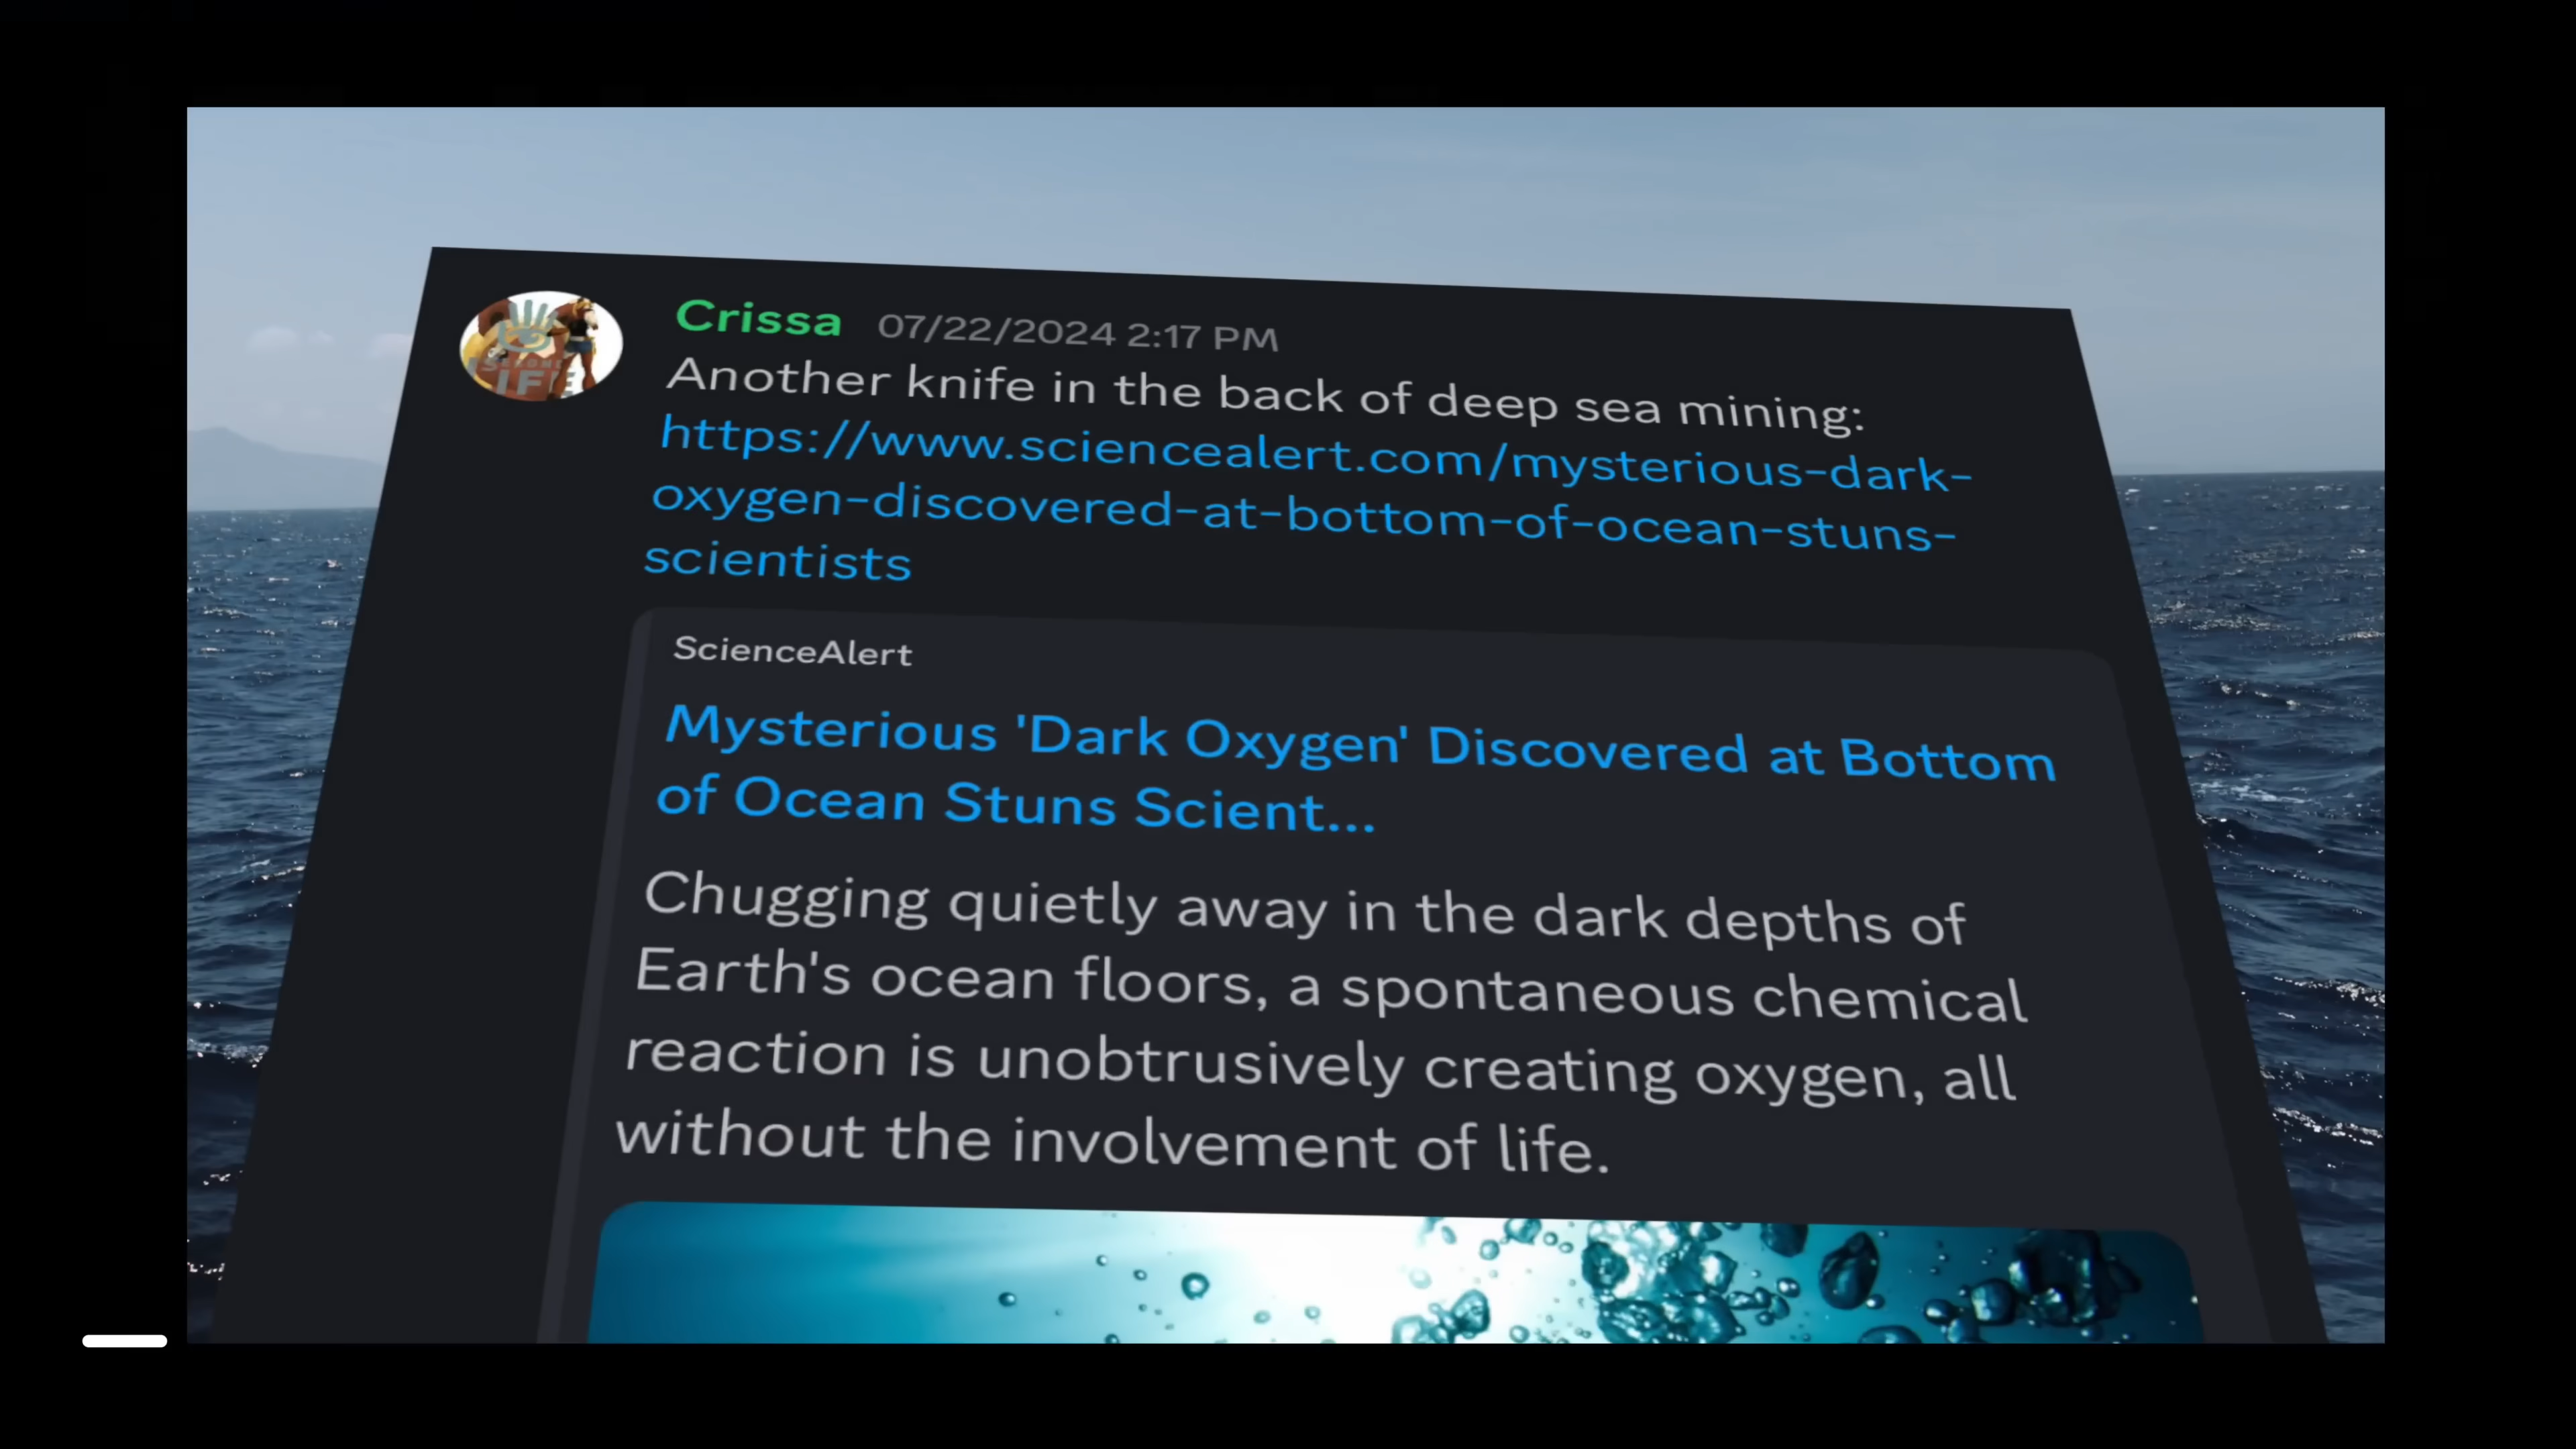 Crissa 07/22/2024 2:17 PM
Another knife in the back of deep sea mining:
https://www.sciencealert.com/mysterious-dark-
oxygen-discovered-at-bottom-of-ocean-stuns-
scientists
ScienceAlert
Mysterious 'Dark Oxygen' Discovered at Bottom
of Ocean Stuns Scient...
Chugging quietly away in the dark depths of
Earth's ocean floors, a spontaneous chemical
reaction is unobtrusively creating oxygen, all
without the involvement of life.